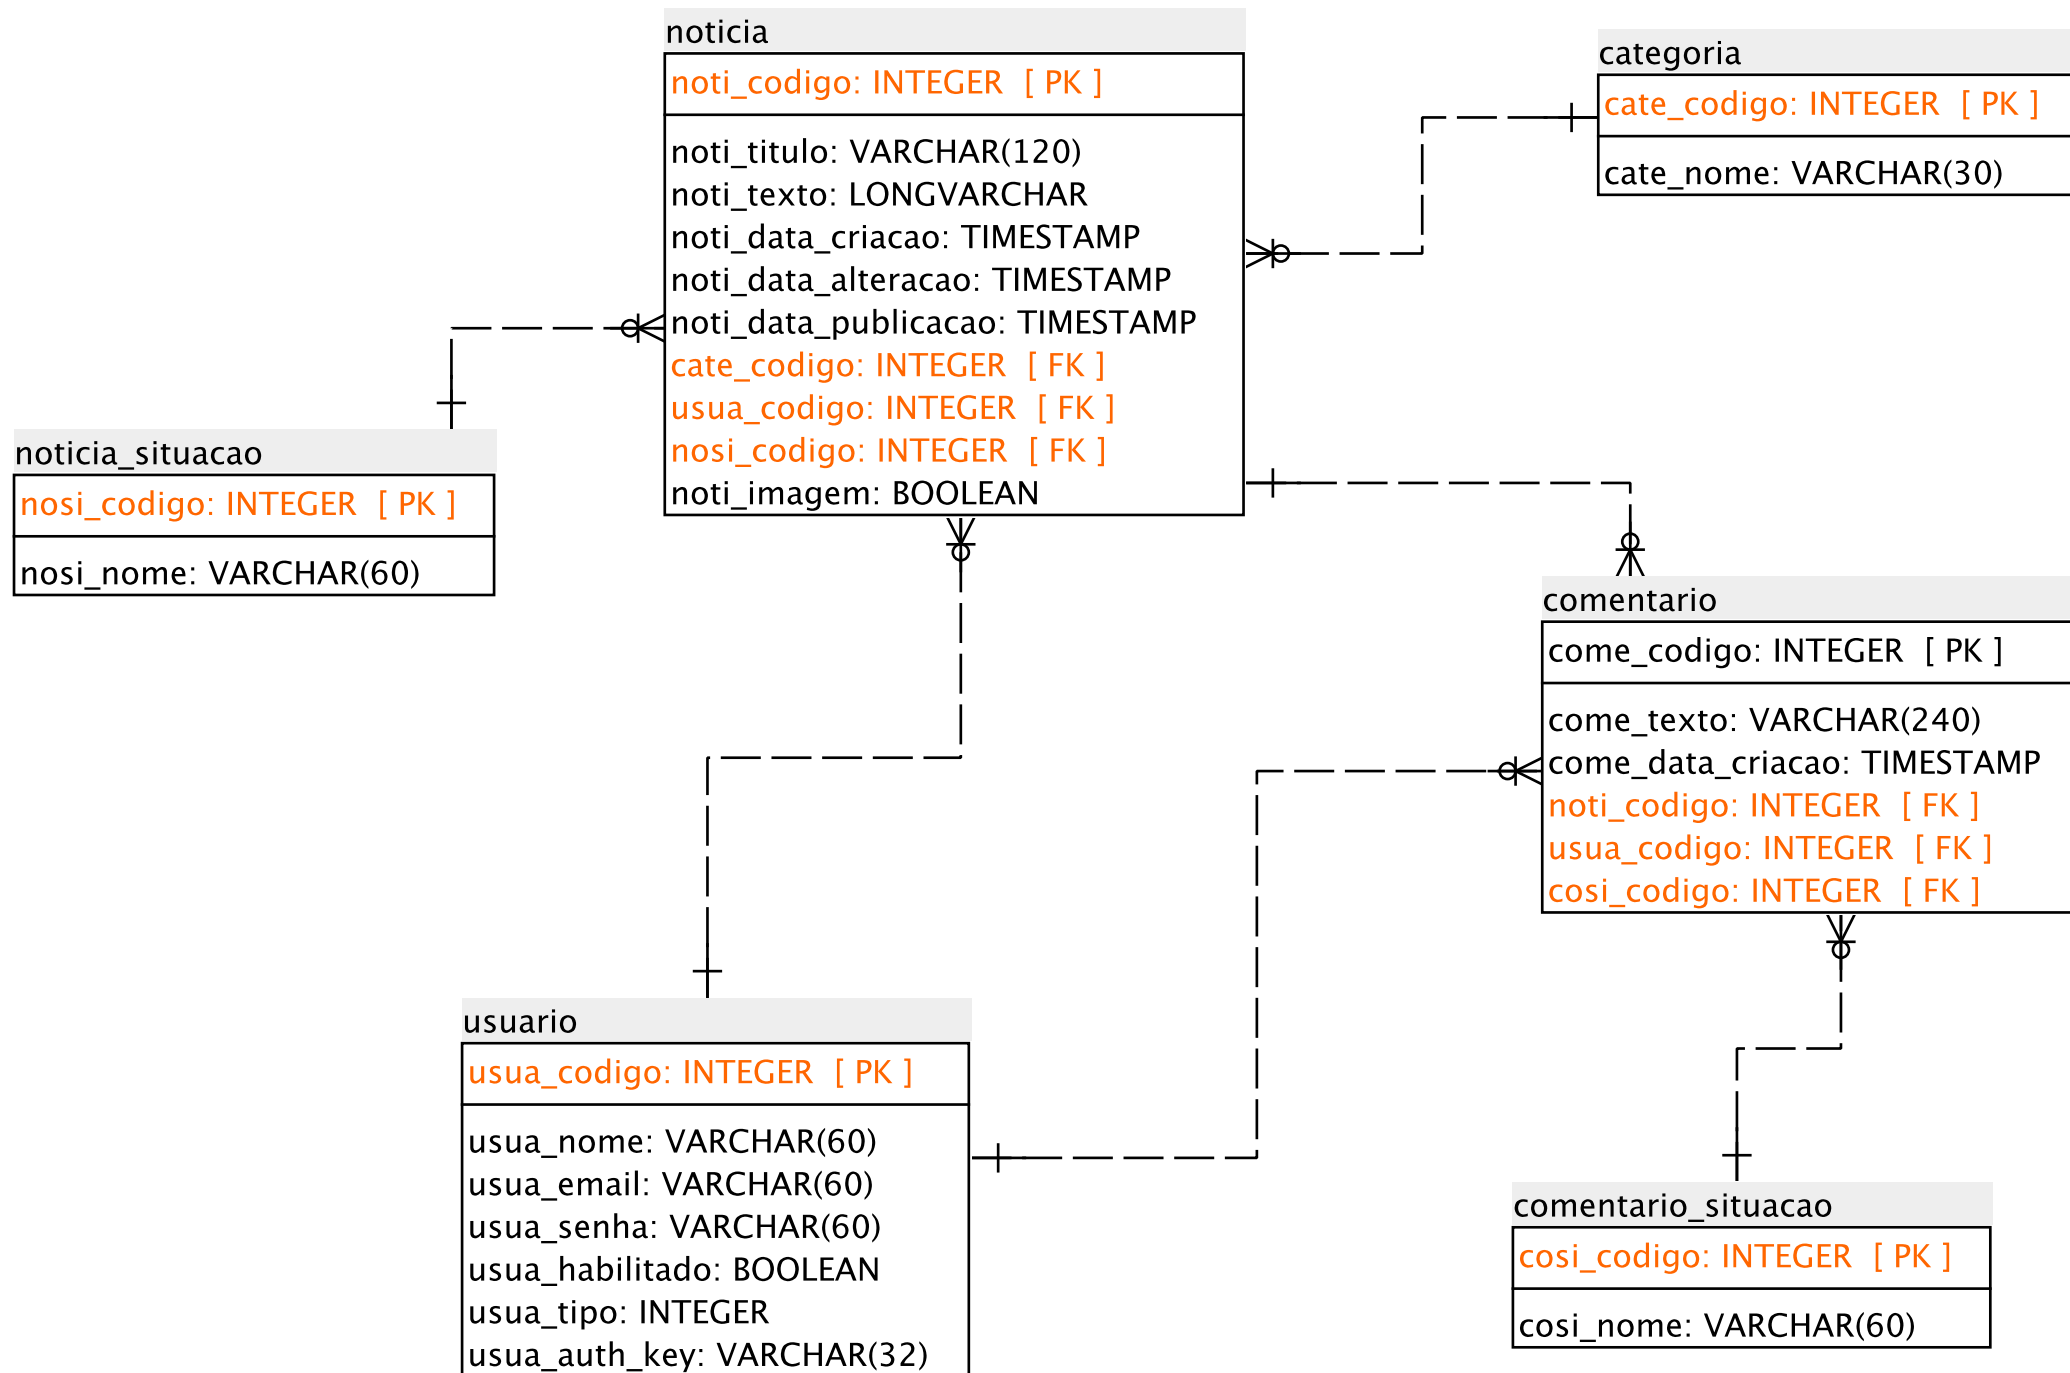 noticia
noti_codigo: INTEGER [ PK ]
noti_titulo: VARCHAR(120)
noti_texto: LONGVARCHAR
noti_data_criacao: TIMESTAMP
noti_data_alteracao: TIMESTAMP
noti_data_publicacao: TIMESTAMP
cate_codigo: INTEGER [ FK ]
usua_codigo: INTEGER [ FK ]
nosi_codigo: INTEGER [ FK ]
noti_imagem: BOOLEAN
categoria
cate_codigo: INTEGER [ PK ]
cate_nome: VARCHAR(30)
noticia_situacao
nosi_codigo: INTEGER [ PK ]
nosi_nome: VARCHAR(60)
comentario
come_codigo: INTEGER [ PK ]
come_texto: VARCHAR(240)
come_data_criacao: TIMESTAMP
noti_codigo: INTEGER [ FK ]
usua_codigo: INTEGER [ FK ]
cosi_codigo: INTEGER [ FK ]
usuario
usua_codigo: INTEGER [ PK ]
usua_nome: VARCHAR(60)
usua_email: VARCHAR(60)
usua_senha: VARCHAR(60)
usua_habilitado: BOOLEAN
usua_tipo: INTEGER
usua_auth_key: VARCHAR(32)
comentario_situacao
cosi_codigo: INTEGER [ PK ]
cosi_nome: VARCHAR(60)